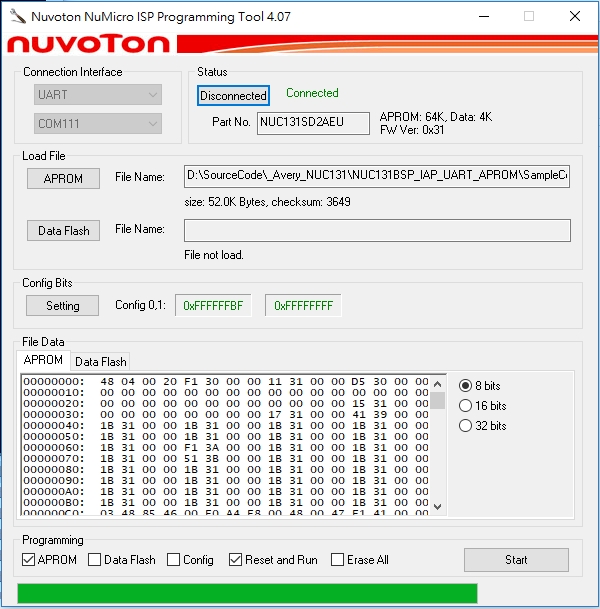 Nuvoton NuMicro ISP Programming Tool 4.07
nuvoTon
Connection Interface
UART
COM111
Status
Disconnected
Connected
Part No.
NUC131SD2AEU
APROM: 64K, Data: 4K
FW Ver: 0x31
Load File
APROM
File Name:
D:\SourceCode\_Avery_NUC131\NUC131BSP_IAP_UART_APROM\SampleCo
size: 52.0K Bytes, checksum: 3649
Data Flash
File Name:
File not load.
Config Bits
Setting
Config 0,1:
0xFFFFFFBF
0xFFFFFFFF
File Data
APROM
Data Flash
00000000: 48 04 00 20 F1 30 00 00 11 31 00 00 D5 30 00 00
00000010: 00 00 00 00 00 00 00 00 00 00 00 00 00 00 00 00
00000020: 00 00 00 00 00 00 00 00 00 00 00 00 15 31 00 00
00000030: 00 00 00 00 00 00 00 00 17 31 00 00 41 39 00 00
00000040: 1B 31 00 00 1B 31 00 00 1B 31 00 00 1B 31 00 00
00000050: 1B 31 00 00 1B 31 00 00 1B 31 00 00 1B 31 00 00
00000060: 1B 31 00 00 F1 3A 00 00 1B 31 00 00 1B 31 00 00
00000070: 1B 31 00 00 51 3B 00 00 1B 31 00 00 1B 31 00 00
00000080: 1B 31 00 00 1B 31 00 00 1B 31 00 00 1B 31 00 00
00000090: 1B 31 00 00 1B 31 00 00 1B 31 00 00 1B 31 00 00
000000A0: 1B 31 00 00 1B 31 00 00 1B 31 00 00 1B 31 00 00
000000B0: 1B 31 00 00 1B 31 00 00 1B 31 00 00 1B 31 00 00
000000C0: 03 48 85 46 00 F0 A4 F8 00 48 00 47 F1 41 00 00
8 bits
16 bits
32 bits
Programming
APROM
Data Flash
Config
Reset and Run
Erase All
Start